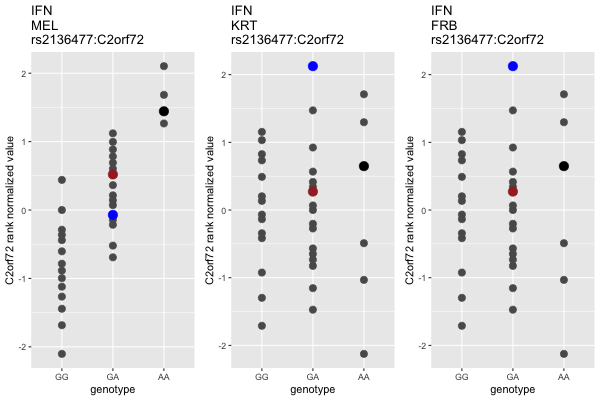 IFN
MEL
rs2136477:C2orf72
C2orf72 rank normalized value
2
1
0
-1
-2
GG GA AA
genotype
IFN
KRT
rs2136477:C2orf72
C2orf72 rank normalized value
2
1
0
-1
-2
GG GA AA
genotype
IFN
FRB
rs2136477:C2orf72
C2orf72 rank normalized value
2
1
0
-1
-2
GG GA AA
genotype